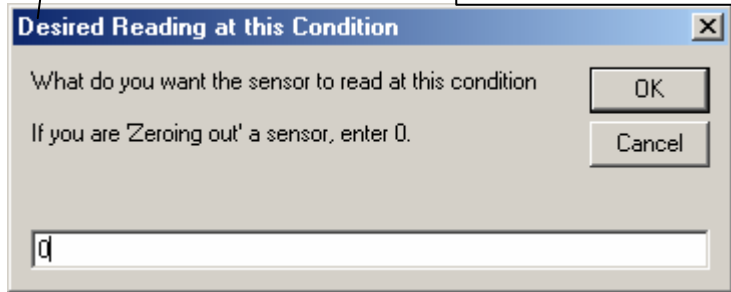 Desired Reading at this Condition
What do you want the sensor to read at this condition
OK
If you are 'Zeroing out' a sensor, enter 0.
Cancel
0